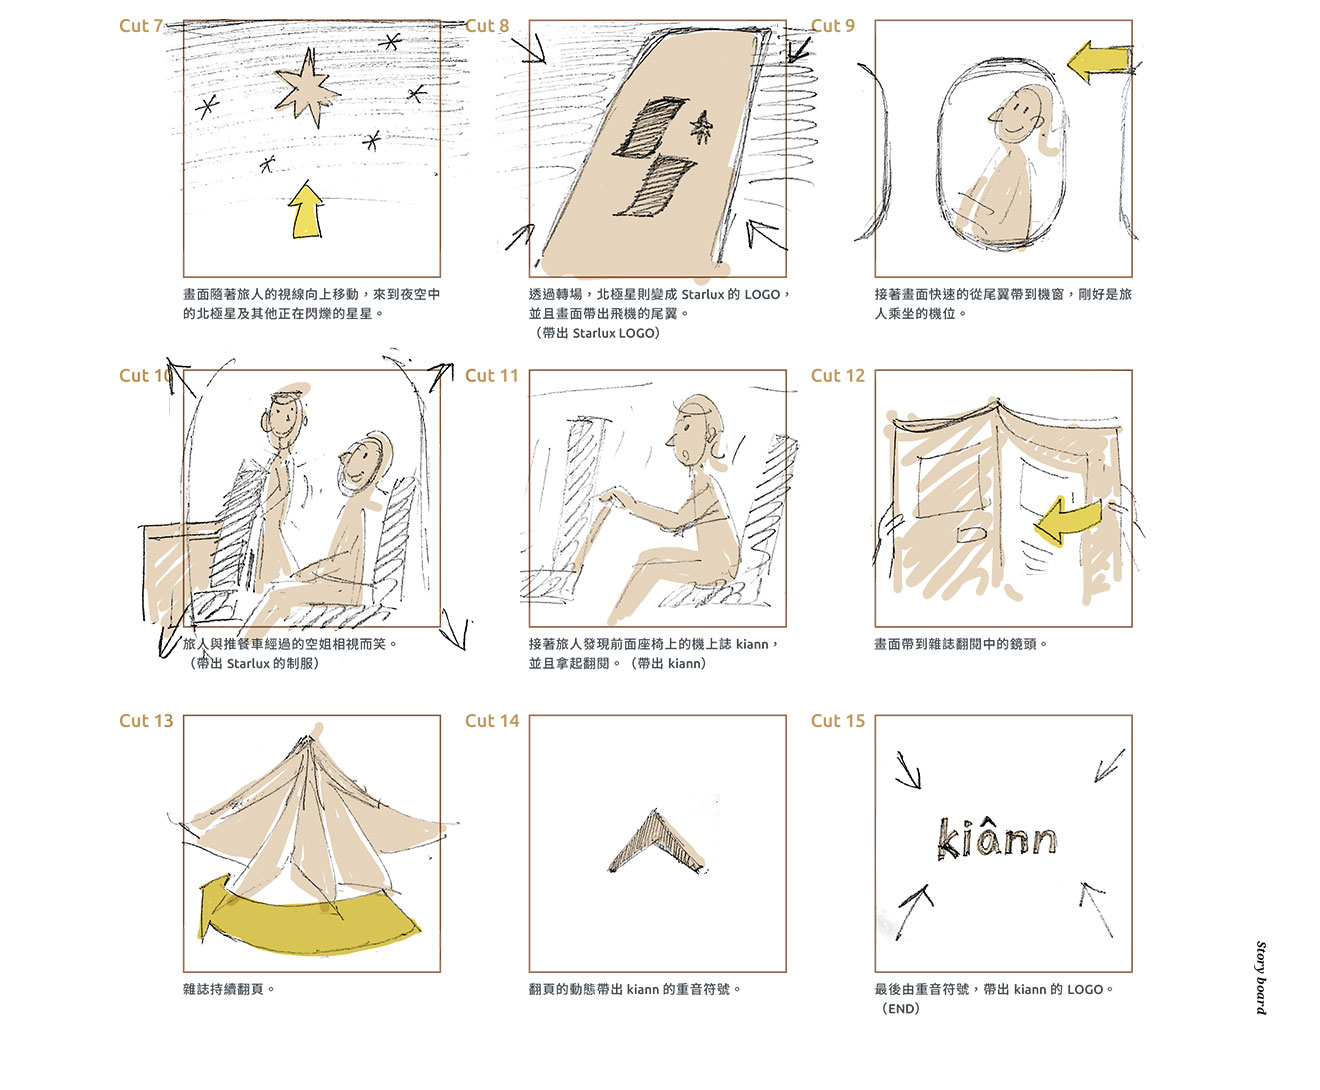 Cut 7
畫面隨著旅人的視線向上移動，來到夜空中
的北極星及其他正在閃爍的星星。
Cut 8
透過轉場，北極星則變成 Starlux 的 LOGO，
並且畫面帶出飛機的尾翼。
（帶出 Starlux LOGO）
Cut 9
接著畫面快速的從尾翼帶到機窗，剛好是旅
人乘坐的機位。
Cut 10
旅人與推餐車經過的空姐相視而笑。
（帶出 Starlux 的制服）
Cut 11
接著旅人發現前面座椅上的機上誌 kiann，
並且拿起翻閱。（帶出 kiann）
Cut 12
畫面帶到雜誌翻閱中的鏡頭。
Cut 13
雜誌持續翻頁。
Cut 14
翻頁的動態帶出 kiann 的重音符號。
Cut 15
kiânn
最後由重音符號，帶出 kiann 的 LOGO。
（END）
Story board